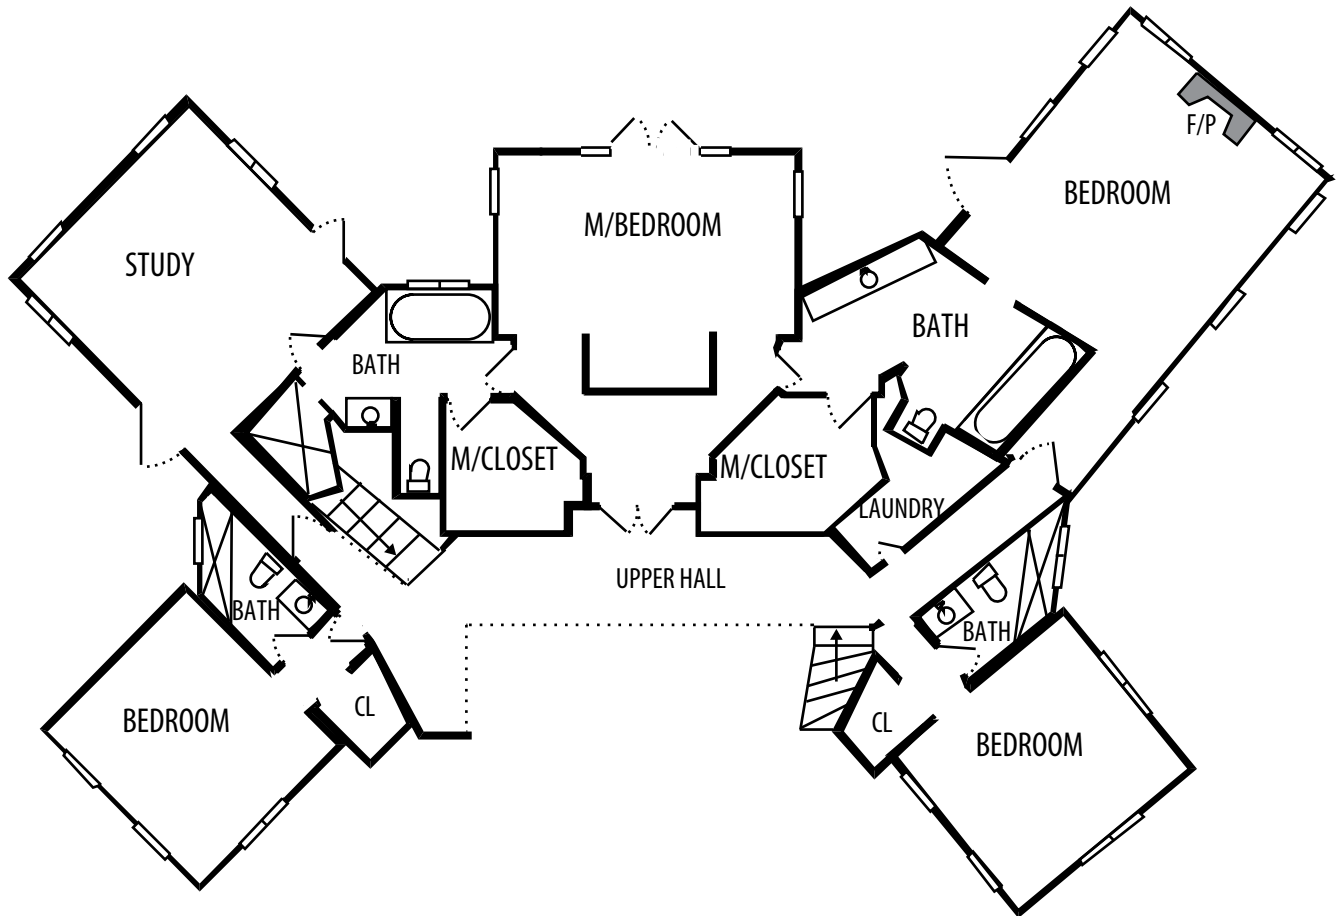 F/P
BEDROOM
M/BEDROOM
STUDY
BATH
BATH
M/CLOSET
M/CLOSET
LAUNDRY
UPPER HALL
BATH
BATH
CL
BEDROOM
CL
BEDROOM